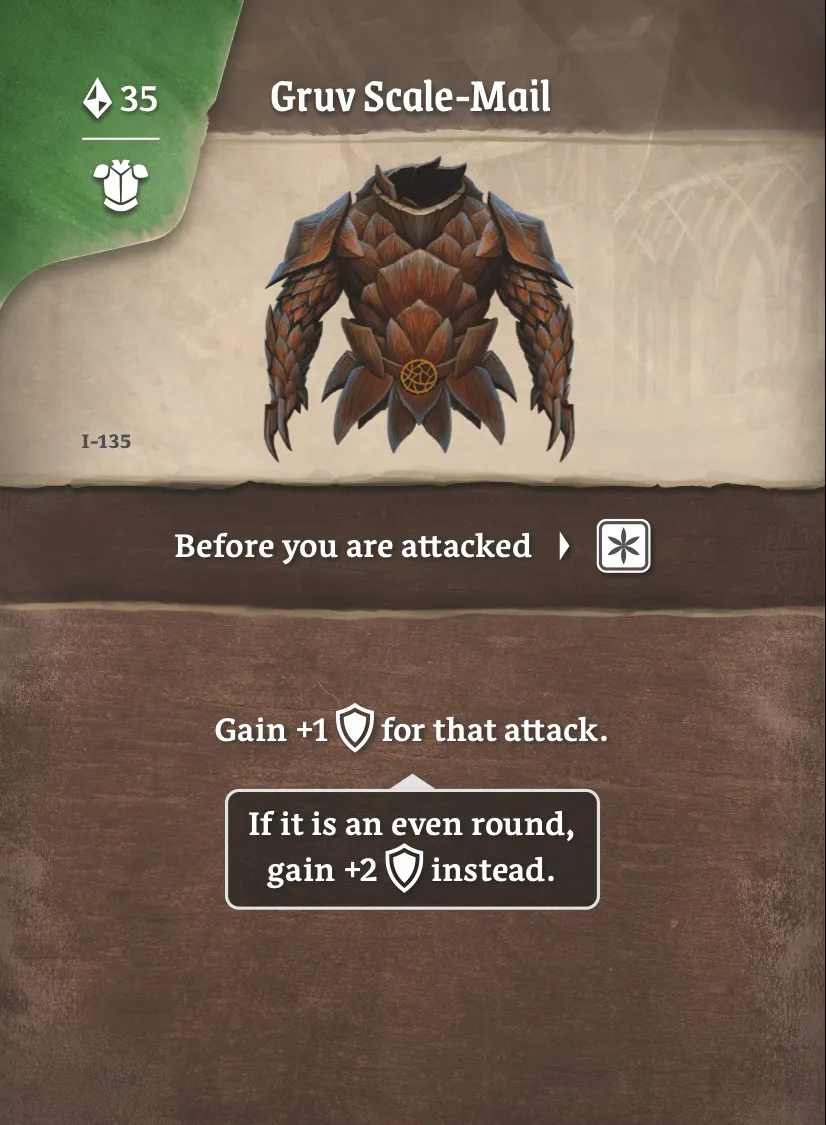 35
Gruv Scale-Mail
I-135
Before you are attacked
Gain +1 for that attack.
If it is an even round,
gain +2 instead.